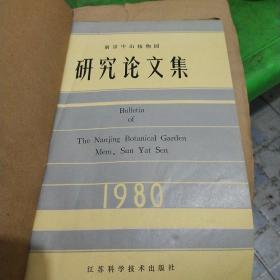 南京中山植物园
研究论文集
Bulletin
of
The Nanjing Botanical Garden
Mem. Sun Yat Sen
1980
江苏科学技术出版社